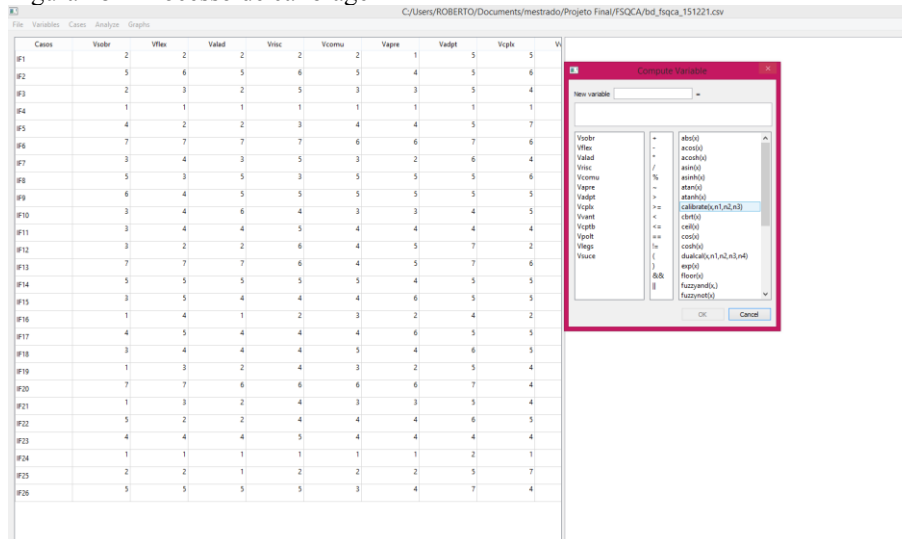 Processo de calibragem
C:/Users/ROBERTO/Documents/mestrado/Projeto Final/FSQCA/bd_fsqca_151221.csv
File Variables Cases Analyze Graphs
Casos Vsobr Vflex Valad Vrisc Vcomu Vapre Vadpt Vcplx
IF1 2 2 2 2 2 1 5 5
IF2 5 6 5 6 5 4 5 6
IF3 2 3 2 5 3 3 5 4
IF4 1 1 1 1 1 1 1 1
IF5 4 2 2 3 4 4 5 7
IF6 7 7 7 7 6 6 7 6
IF7 3 4 3 5 3 2 6 4
IF8 5 3 5 3 5 5 5 6
IF9 6 4 5 5 5 5 5 5
IF10 3 4 6 4 3 3 4 5
IF11 3 4 4 5 4 4 4 4
IF12 3 2 2 6 4 5 7 2
IF13 7 7 7 6 4 5 7 6
IF14 5 5 5 5 5 4 5 5
IF15 3 5 4 4 4 6 5 5
IF16 1 4 1 2 3 2 4 2
IF17 4 5 4 4 4 6 5 5
IF18 3 4 4 4 5 4 6 5
IF19 1 3 2 4 3 2 5 4
IF20 7 7 6 6 6 6 7 4
IF21 1 3 2 4 3 3 5 4
IF22 5 2 2 4 4 4 6 5
IF23 4 4 4 5 4 4 4 4
IF24 1 1 1 1 1 1 2 1
IF25 2 2 1 2 2 2 5 7
IF26 5 5 5 5 3 4 7 4
Compute Variable
New variable =
Vsobr
Vflex
Valad
Vrisc
Vcomu
Vapre
Vadpt
Vcplx
Vvant
Vcptb
Vpolt
Vlegs
Vsuce
+
-
*
/
%
~
>
>=
<
<=
==
!=
(
)
&&
||
abs(x)
acos(x)
acosh(x)
asin(x)
asinh(x)
atan(x)
atanh(x)
calibrate(x,n1,n2,n3)
cbrt(x)
ceil(x)
cos(x)
cosh(x)
dualcal(x,n1,n2,n3,n4)
exp(x)
floor(x)
fuzzyand(x,)
fuzzynot(x)
OK Cancel